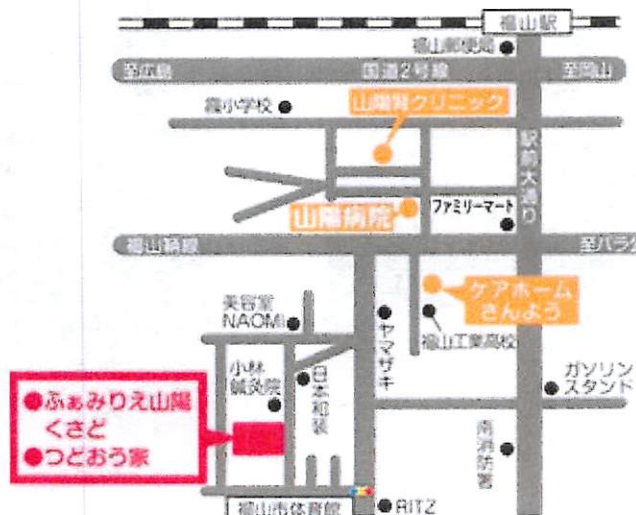 福山駅
福山郵便局
至広島
国道2号線
至岡山
山陽腎クリニック
霞小学校
駅前大通り
山陽病院
ファミリーマート
福山鞆線
至バラ
ケアホーム
さんよう
美容室
NAOMI
ヤマザキ
福山工業高校
小林
鍼灸院
日本和装
ガソリン
スタンド
●ふぁみりえ山陽
くさど
●つどおう家
南消防署
福山市体育館
RITZ